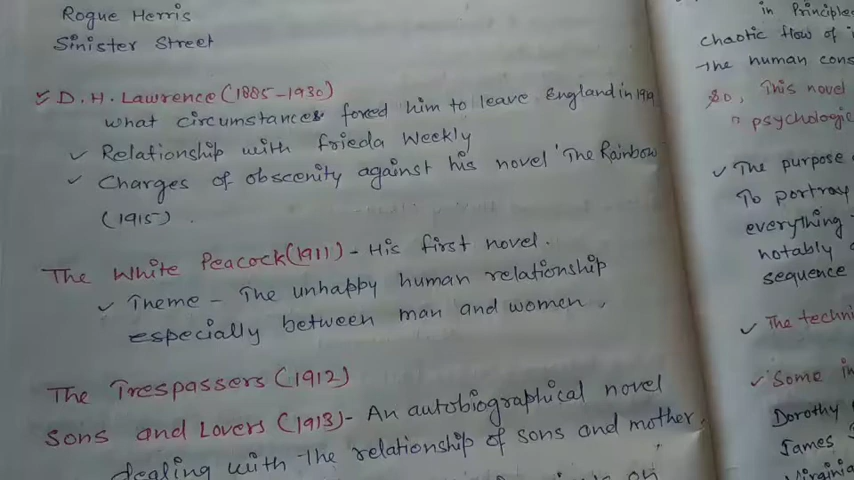 Rogue Herris
Sinister Street
D. H. Lawrence (1885-1930)
what circumstances forced him to leave England in 1919
Relationship with Frieda Weekly
Charges of obscenity against his novel 'The Rainbow
(1915).
The White Peacock (1911) - His first novel.
Theme - The unhappy human relationship
especially between man and women.
The Trespassers (1912)
Sons and Lovers (1913) - An autobiographical novel
dealing with the relationship of sons and mother.
in Principles
chaotic flow of
the human cons
so, This novel
psychologic
The purpose
To portray
everything
notably
sequence
The techni
Some in
Dorothy
James
Virginia